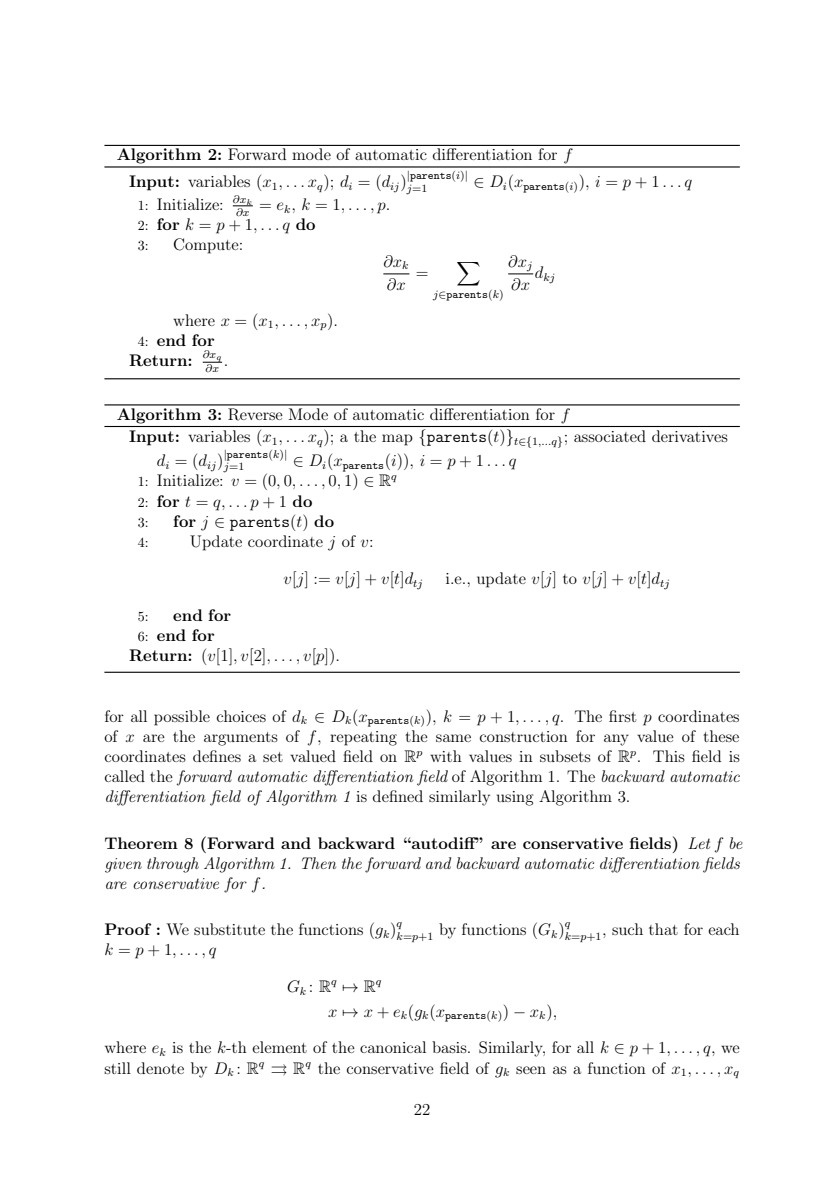 Algorithm 2: Forward mode of automatic differentiation for f
Input: variables (x_1, . . . x_q); d_i = (d_{ij})_{j=1}^{|parents(i)|} ∈ D_i(x_{parents(i)}), i = p + 1 . . . q
1: Initialize: ∂x_k/∂x = e_k, k = 1, . . . , p.
2: for k = p + 1, . . . q do
3: Compute:
∂x_k/∂x = ∑_{j∈parents(k)} ∂x_j/∂x d_{kj}
where x = (x_1, . . . , x_p).
4: end for
Return: ∂x_q/∂x.
Algorithm 3: Reverse Mode of automatic differentiation for f
Input: variables (x_1, . . . x_q); a the map {parents(t)}_{t∈{1,...q}}; associated derivatives
d_i = (d_{ij})_{j=1}^{|parents(k)|} ∈ D_i(x_{parents}(i)), i = p + 1 . . . q
1: Initialize: v = (0, 0, . . . , 0, 1) ∈ ℝ^q
2: for t = q, . . . p + 1 do
3: for j ∈ parents(t) do
4: Update coordinate j of v:
v[j] := v[j] + v[t]d_{tj} i.e., update v[j] to v[j] + v[t]d_{tj}
5: end for
6: end for
Return: (v[1], v[2], . . . , v[p]).
for all possible choices of d_k ∈ D_k(x_{parents(k)}), k = p + 1, . . . , q. The first p coordinates
of x are the arguments of f, repeating the same construction for any value of these
coordinates defines a set valued field on ℝ^p with values in subsets of ℝ^p. This field is
called the forward automatic differentiation field of Algorithm 1. The backward automatic
differentiation field of Algorithm 1 is defined similarly using Algorithm 3.
Theorem 8 (Forward and backward “autodiff” are conservative fields) Let f be
given through Algorithm 1. Then the forward and backward automatic differentiation fields
are conservative for f.
Proof : We substitute the functions (g_k)_{k=p+1}^q by functions (G_k)_{k=p+1}^q, such that for each
k = p + 1, . . . , q
G_k : ℝ^q ↦ ℝ^q
x ↦ x + e_k(g_k(x_{parents(k)}) − x_k),
where e_k is the k-th element of the canonical basis. Similarly, for all k ∈ p + 1, . . . , q, we
still denote by D_k : ℝ^q ⇉ ℝ^q the conservative field of g_k seen as a function of x_1, . . . , x_q
22